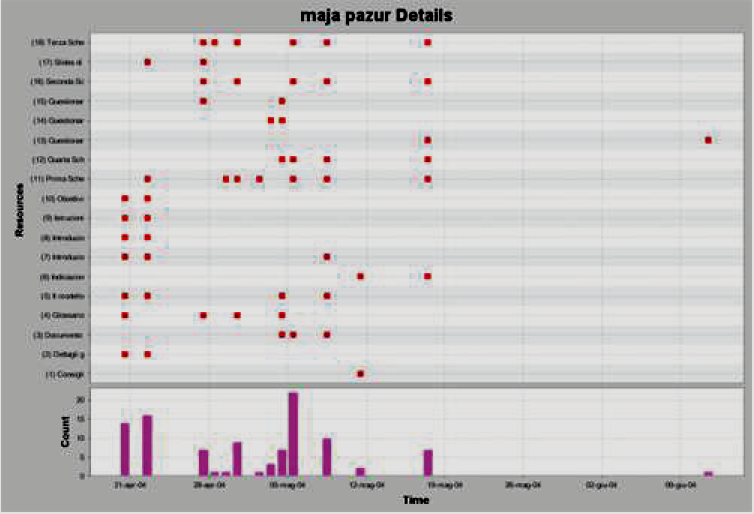 maja pazur Details
(18) Terza Sche
(17) Slides di
(16) Seconda Sc
(15) Questionar
(14) Questionar
(13) Questionar
(12) Quarta Sch
(11) Prima Sche
(10) Obiettivi
(9) Istruzioni
(8) Introduzio
(7) Introduzio
(6) Indicazion
(5) Il modello
(4) Glossario
(3) Documento
(2) Dettagli g
(1) Consigli
Resources
20
15
10
5
0
Count
21-apr-04 28-apr-04 05-mag-04 12-mag-04 19-mag-04 26-mag-04 02-giu-04 09-giu-04
Time